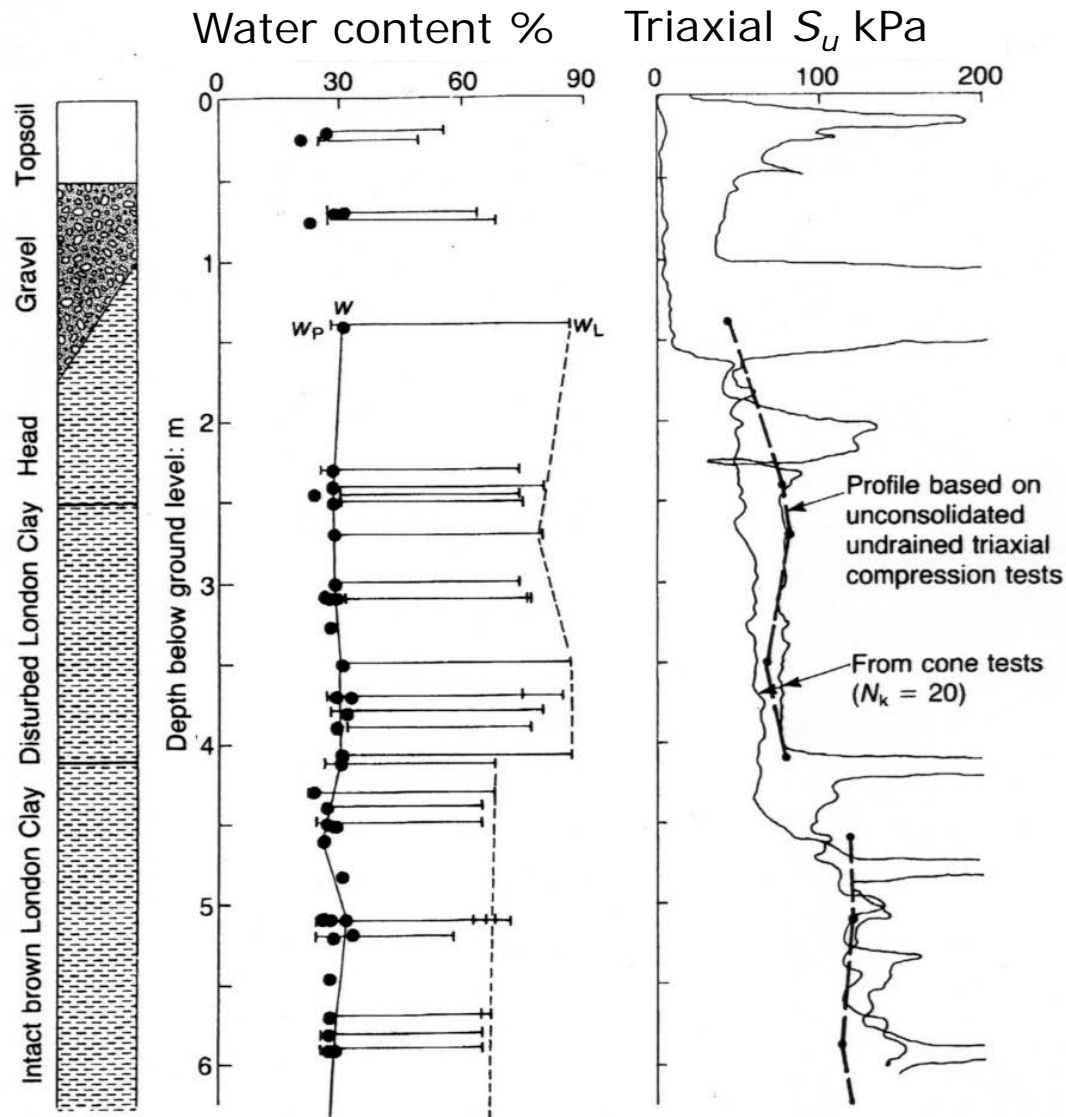 Water content %
Triaxial Su kPa
0 30 60 90
0 100 200
0
1
2
3
4
5
6
Depth below ground level: m
Topsoil
Gravel
Head
Disturbed London Clay
Intact brown London Clay
w
wP
wL
Profile based on
unconsolidated
undrained triaxial
compression tests
From cone tests
(Nk = 20)